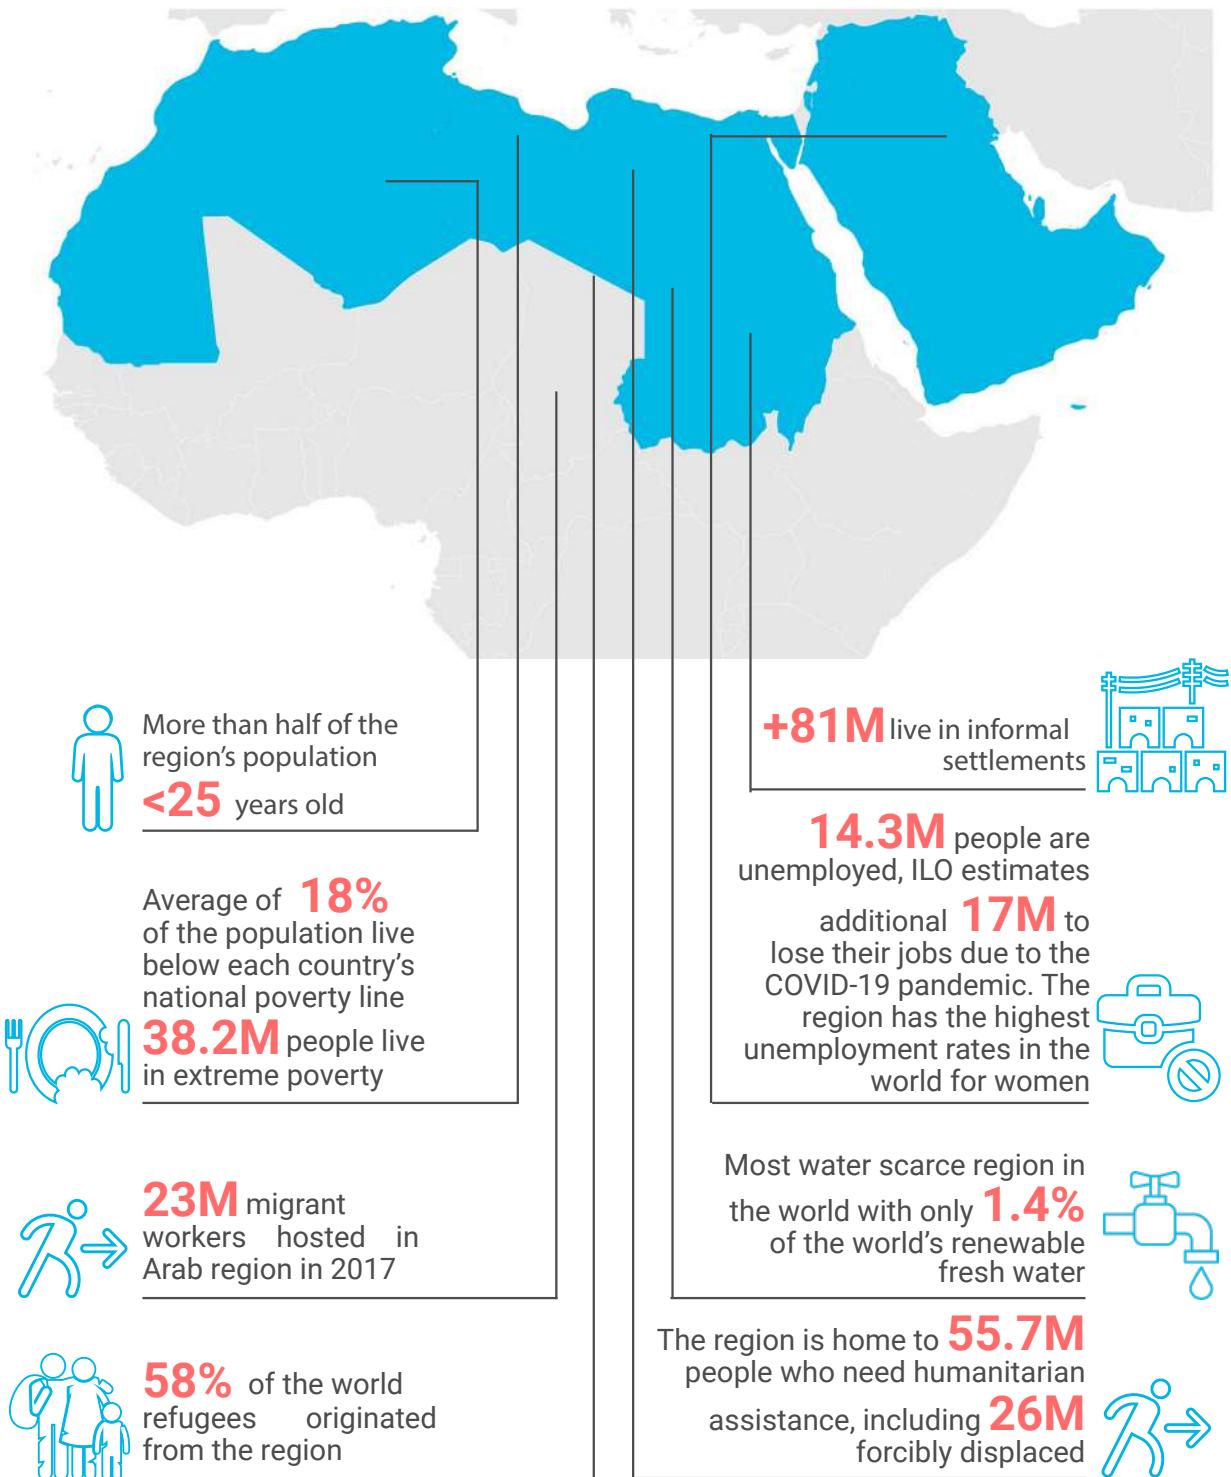 More than half of the
region's population
<25 years old
Average of 18%
of the population live
below each country's
national poverty line
38.2M people live
in extreme poverty
23M migrant
workers hosted in
Arab region in 2017
58% of the world
refugees originated
from the region
+81M live in informal
settlements
14.3M people are
unemployed, ILO estimates
additional 17M to
lose their jobs due to the
COVID-19 pandemic. The
region has the highest
unemployment rates in the
world for women
Most water scarce region in
the world with only 1.4%
of the world's renewable
fresh water
The region is home to 55.7M
people who need humanitarian
assistance, including 26M
forcibly displaced